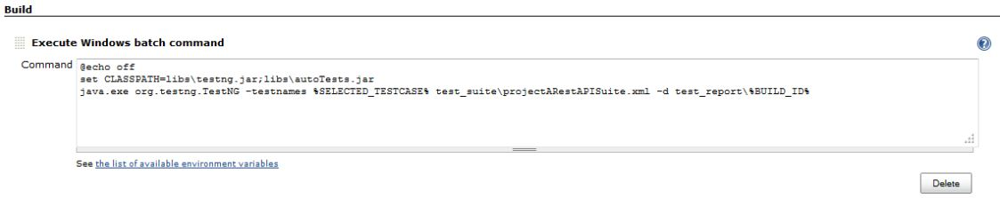 Build
Execute Windows batch command
Command
@echo off
set CLASSPATH=libs\testng.jar;libs\autoTests.jar
java.exe org.testng.TestNG -testnames %SELECTED_TESTCASE% test_suite\projectARestAPISuite.xml -d test_report\%BUILD_ID%
See the list of available environment variables
Delete